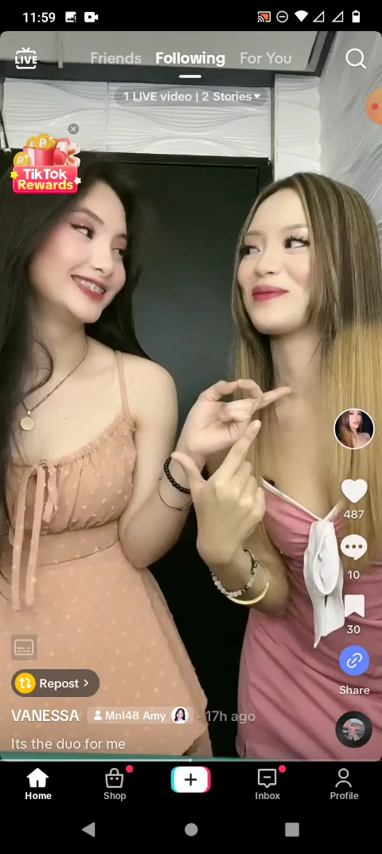 11:59
LIVE
Friends Following For You
1 LIVE video | 2 Stories
P
TikTok
Rewards
487
10
30
Repost
Share
VANESSA Mnl48 Amy · 17h ago
Its the duo for me
Home Shop Inbox Profile